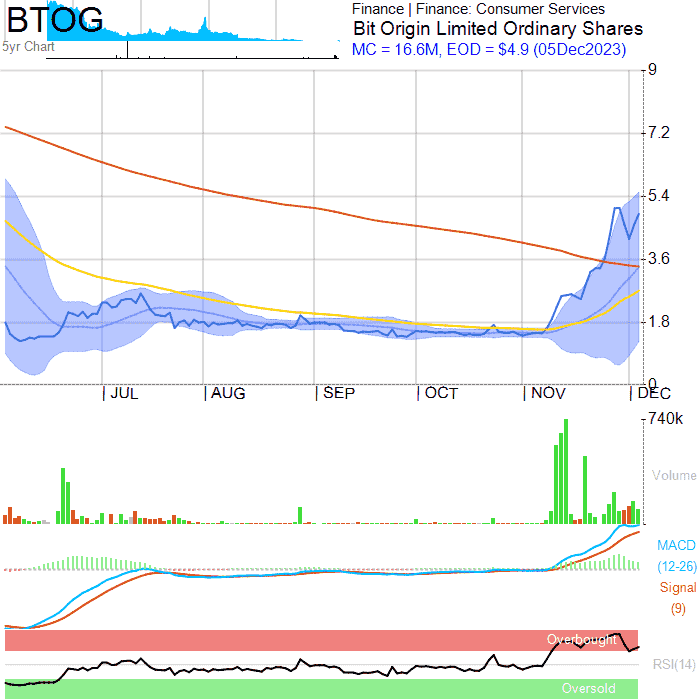 BTOG
5yr Chart
Finance | Finance: Consumer Services
Bit Origin Limited Ordinary Shares
MC = 16.6M, EOD = $4.9 (05Dec2023)
9
7.2
5.4
3.6
1.8
0
| JUL | AUG | SEP | OCT | NOV | DEC
740k
Volume
MACD
(12-26)
Signal
(9)
Overbought
RSI(14)
Oversold